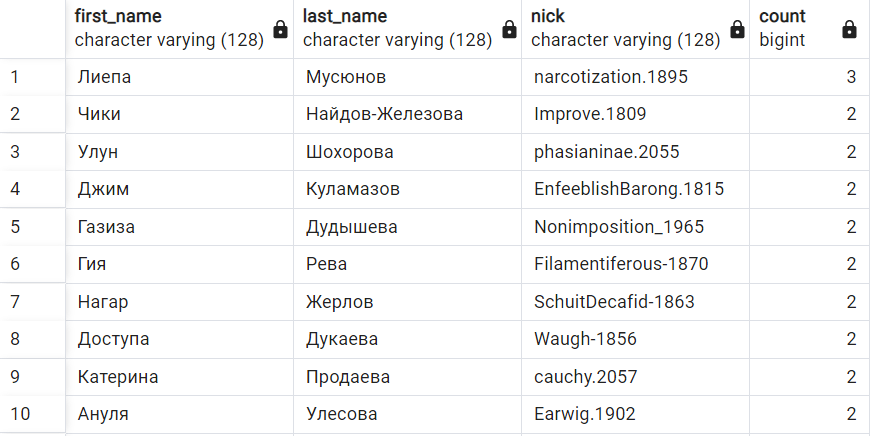 first_name last_name nick count
character varying (128) character varying (128) character varying (128) bigint
1 Лиепа Мусюнов narcotization.1895 3
2 Чики Найдов-Железова Improve.1809 2
3 Улун Шохорова phasianinae.2055 2
4 Джим Куламазов EnfeeblishBarong.1815 2
5 Газиза Дудышева Nonimposition_1965 2
6 Гия Рева Filamentiferous-1870 2
7 Нагар Жерлов SchuitDecafid-1863 2
8 Доступа Дукаева Waugh-1856 2
9 Катерина Продаева cauchy.2057 2
10 Ануля Улесова Earwig.1902 2